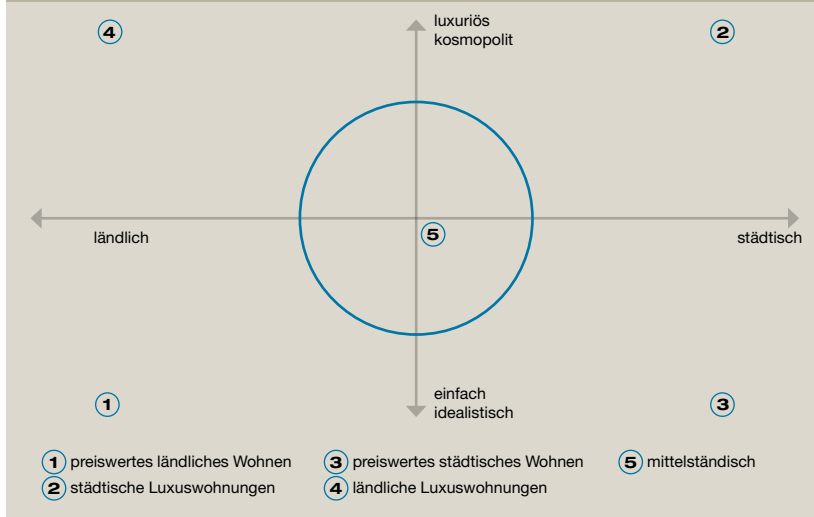 4
luxuriös
kosmopolit
2
ländlich
5
städtisch
1
einfach
idealistisch
3
1 preiswertes ländliches Wohnen
3 preiswertes städtisches Wohnen
5 mittelständisch
2 städtische Luxuswohnungen
4 ländliche Luxuswohnungen